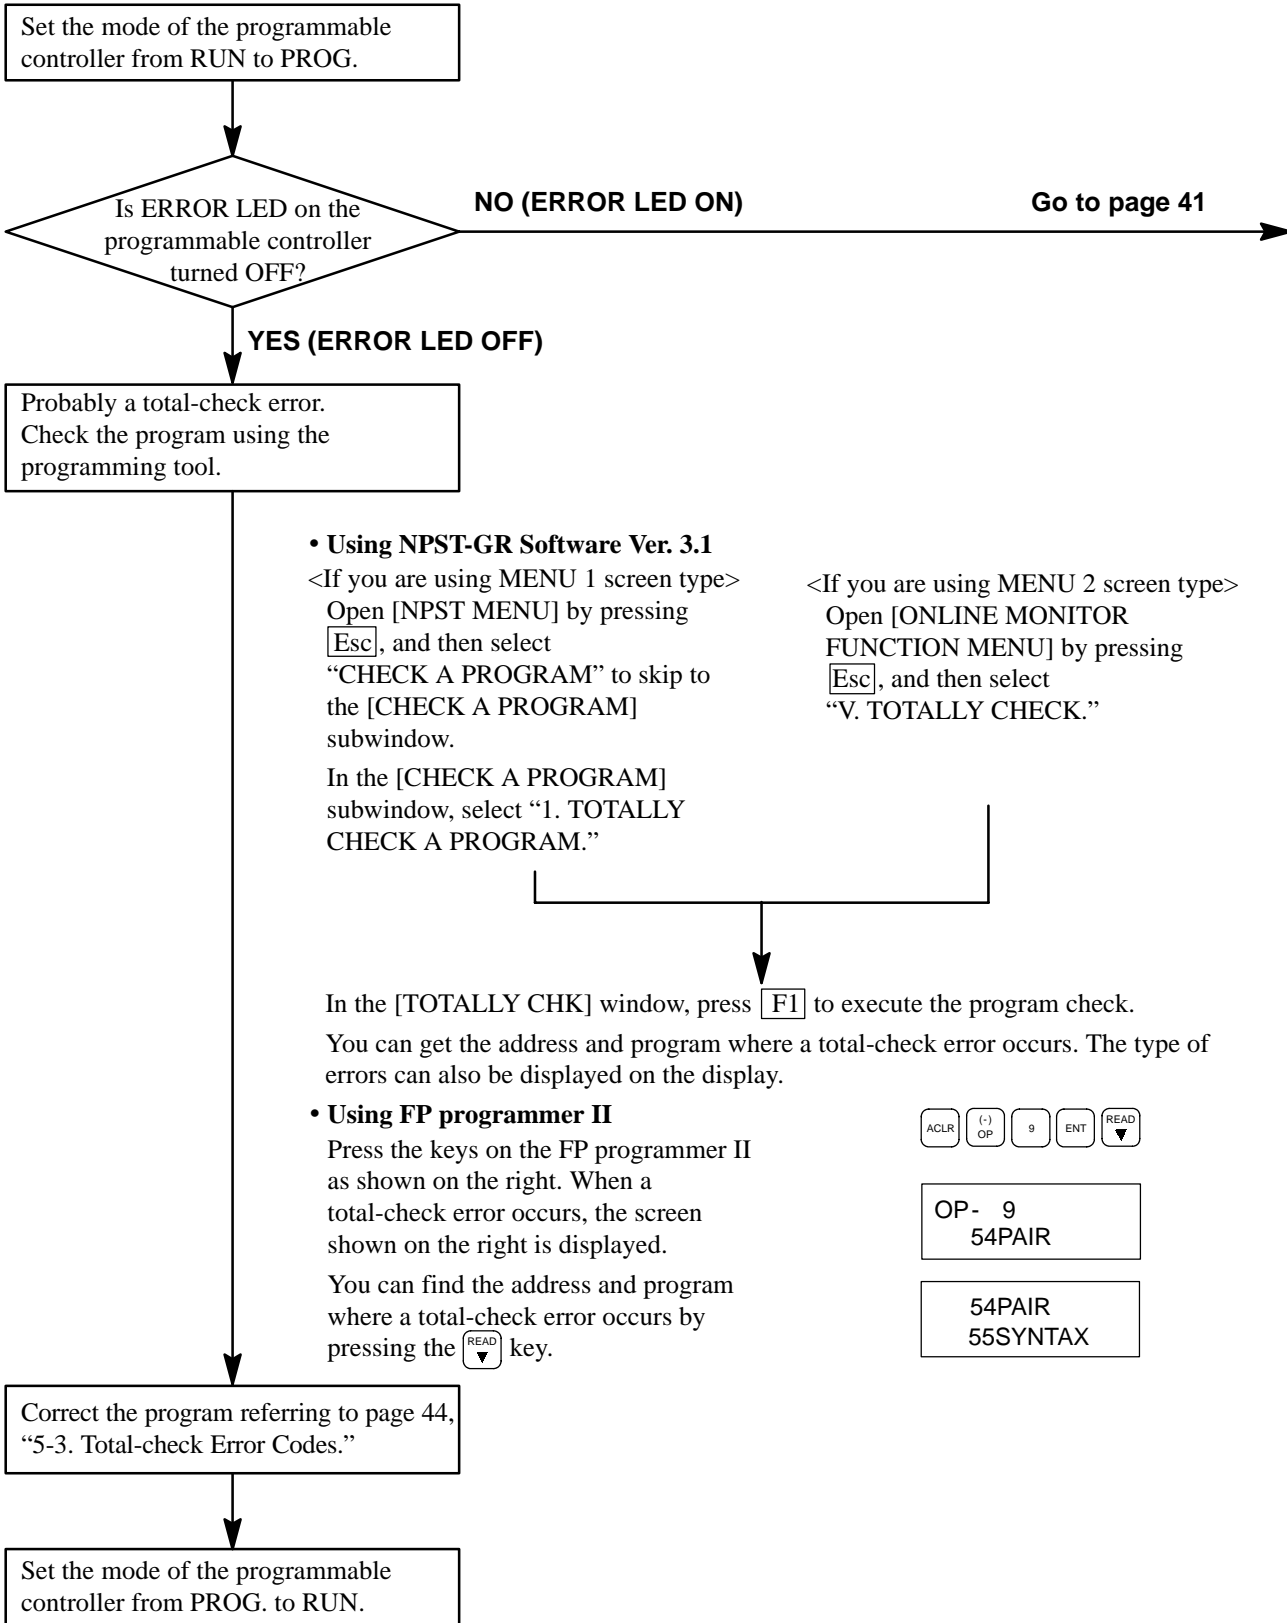 Set the mode of the programmable
controller from RUN to PROG.
Is ERROR LED on the
programmable controller
turned OFF?
NO (ERROR LED ON)
Go to page 41
YES (ERROR LED OFF)
Probably a total-check error.
Check the program using the
programming tool.
• Using NPST-GR Software Ver. 3.1
<If you are using MENU 1 screen type>
Open [NPST MENU] by pressing
Esc, and then select
“CHECK A PROGRAM” to skip to
the [CHECK A PROGRAM]
subwindow.
In the [CHECK A PROGRAM]
subwindow, select “1. TOTALLY
CHECK A PROGRAM.”
<If you are using MENU 2 screen type>
Open [ONLINE MONITOR
FUNCTION MENU] by pressing
Esc, and then select
“V. TOTALLY CHECK.”
In the [TOTALLY CHK] window, press F1 to execute the program check.
You can get the address and program where a total-check error occurs. The type of
errors can also be displayed on the display.
• Using FP programmer II
Press the keys on the FP programmer II
as shown on the right. When a
total-check error occurs, the screen
shown on the right is displayed.
You can find the address and program
where a total-check error occurs by
pressing the READ ▼ key.
ACLR (-) OP 9 ENT READ ▼
OP- 9
54PAIR
54PAIR
55SYNTAX
Correct the program referring to page 44,
“5-3. Total-check Error Codes.”
Set the mode of the programmable
controller from PROG. to RUN.